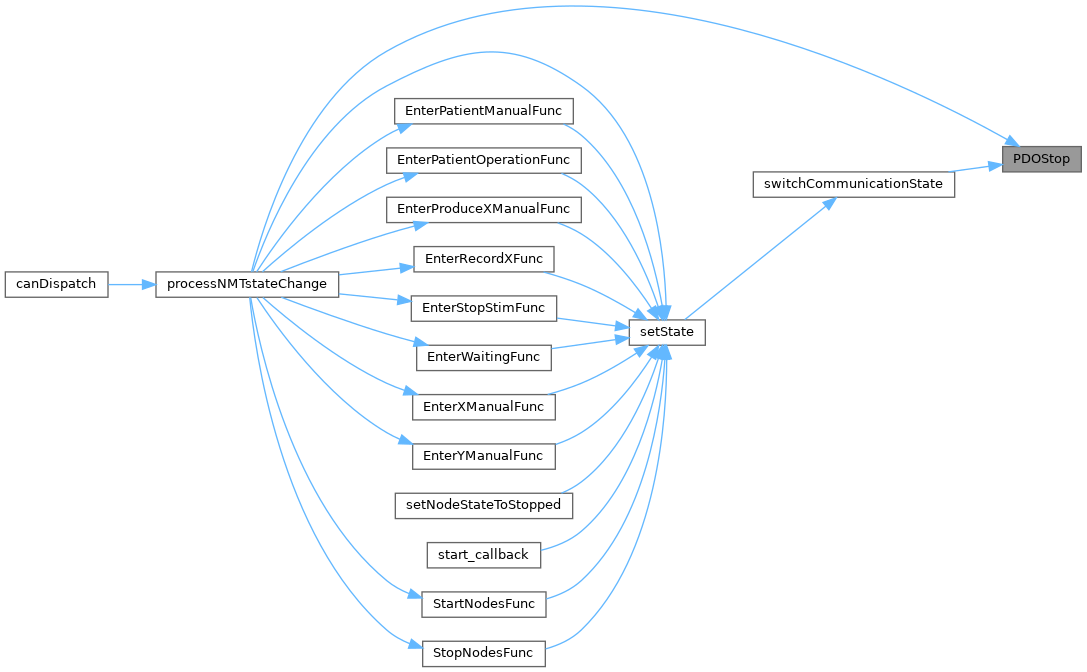 EnterPatientManualFunc
PDOStop
EnterPatientOperationFunc
switchCommunicationState
EnterProduceXManualFunc
EnterRecordXFunc
canDispatch
processNMTstateChange
EnterStopStimFunc
setState
EnterWaitingFunc
EnterXManualFunc
EnterYManualFunc
setNodeStateToStopped
start_callback
StartNodesFunc
StopNodesFunc